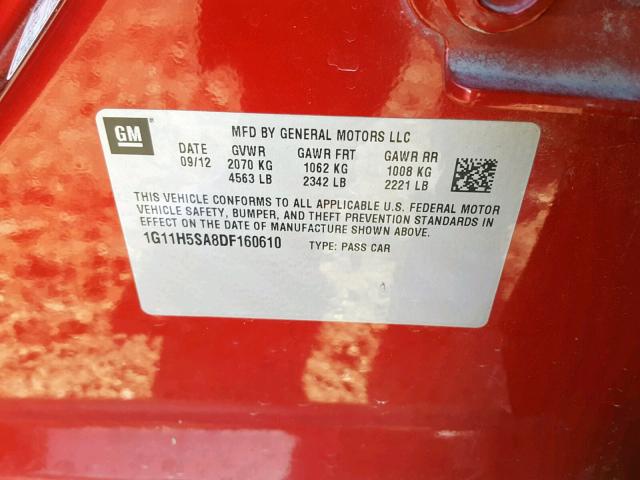 GM
MFD BY GENERAL MOTORS LLC
DATE GVWR GAWR FRT GAWR RR
09/12 2070 KG 1062 KG 1008 KG
4563 LB 2342 LB 2221 LB
THIS VEHICLE CONFORMS TO ALL APPLICABLE U.S. FEDERAL MOTOR
VEHICLE SAFETY, BUMPER, AND THEFT PREVENTION STANDARDS IN
EFFECT ON THE DATE OF MANUFACTURE SHOWN ABOVE.
1G11H5SA8DF160610 TYPE: PASS CAR